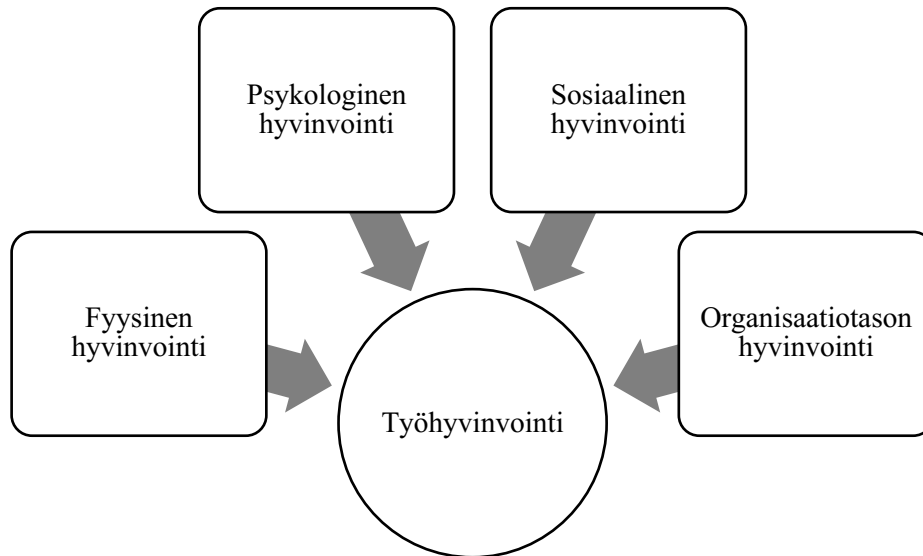 Psykologinen
hyvinvointi
Sosiaalinen
hyvinvointi
Fyysinen
hyvinvointi
Organisaatiotason
hyvinvointi
Työhyvinvointi